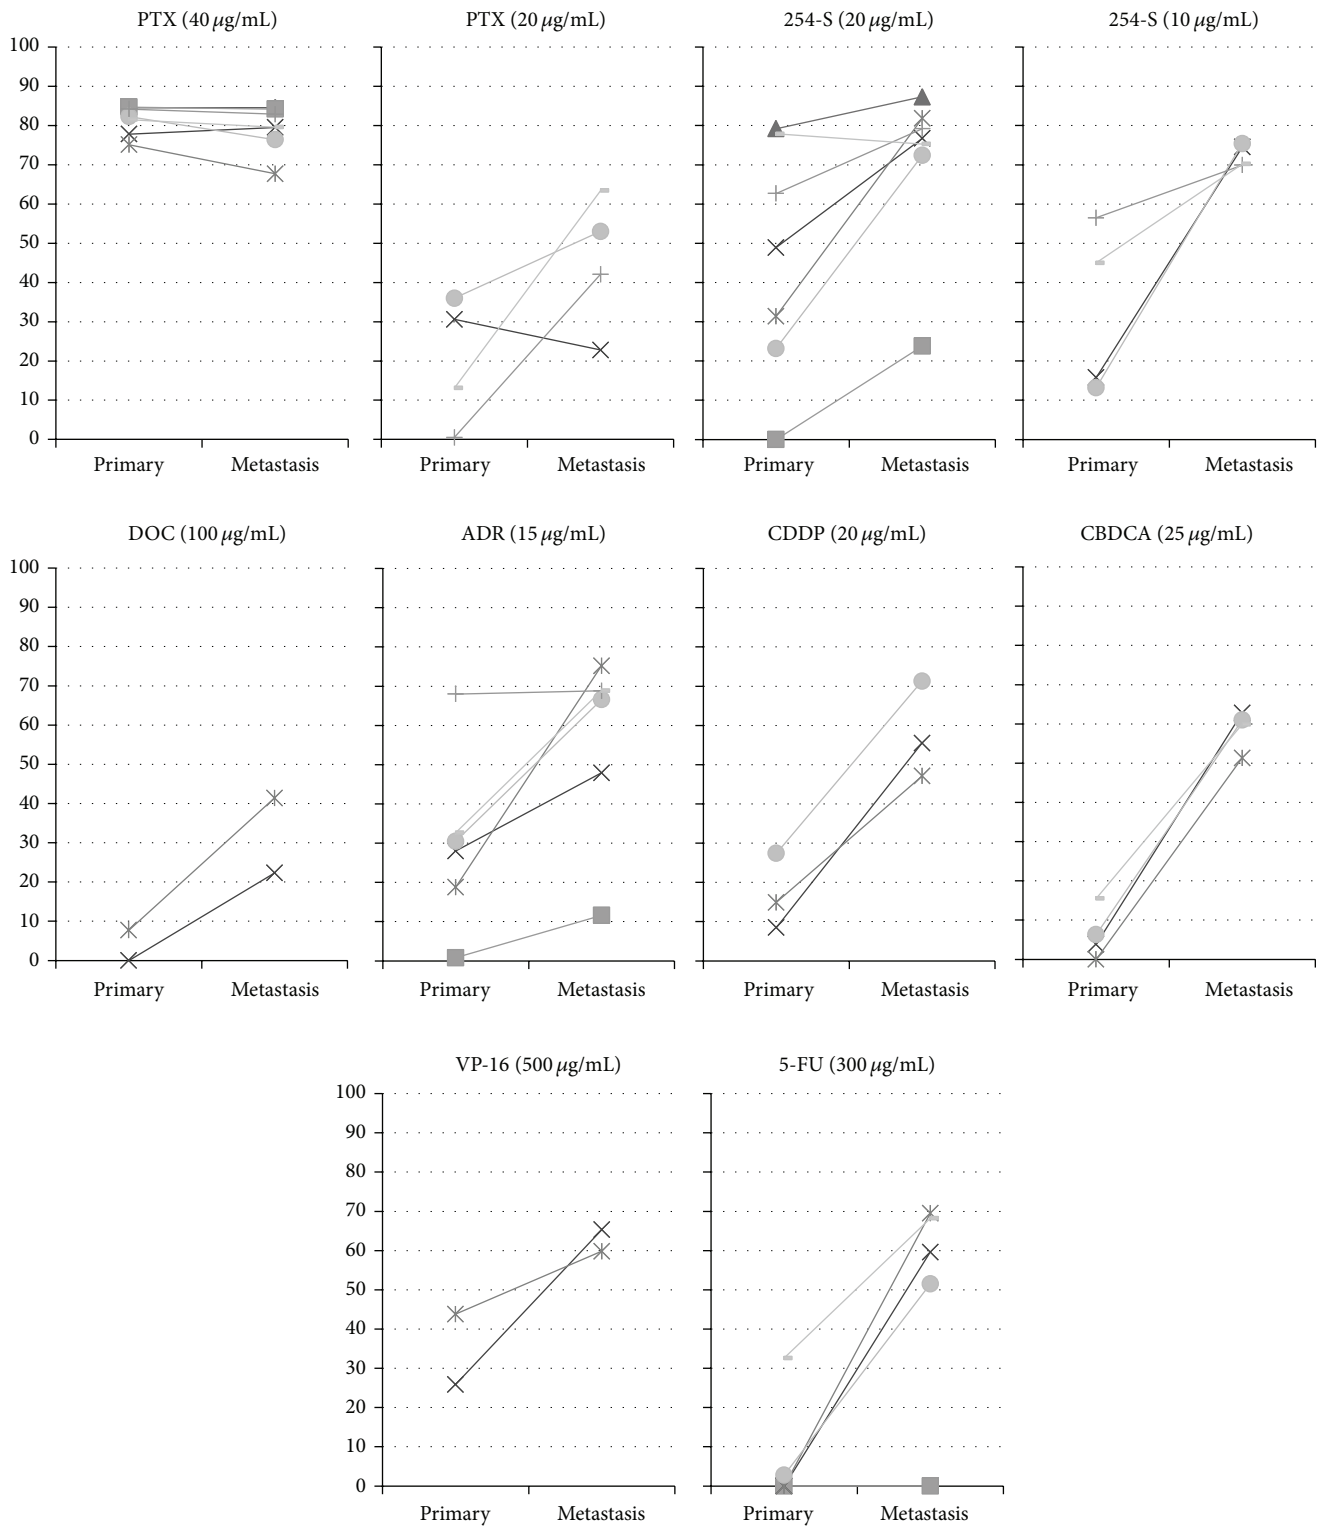 PTX (40 μg/mL)
PTX (20 μg/mL)
254-S (20 μg/mL)
254-S (10 μg/mL)
100
90
80
70
60
50
40
30
20
10
0
Primary Metastasis
Primary Metastasis
Primary Metastasis
Primary Metastasis
DOC (100 μg/mL)
ADR (15 μg/mL)
CDDP (20 μg/mL)
CBDCA (25 μg/mL)
100
90
80
70
60
50
40
30
20
10
0
Primary Metastasis
Primary Metastasis
Primary Metastasis
Primary Metastasis
VP-16 (500 μg/mL)
5-FU (300 μg/mL)
100
90
80
70
60
50
40
30
20
10
0
Primary Metastasis
Primary Metastasis